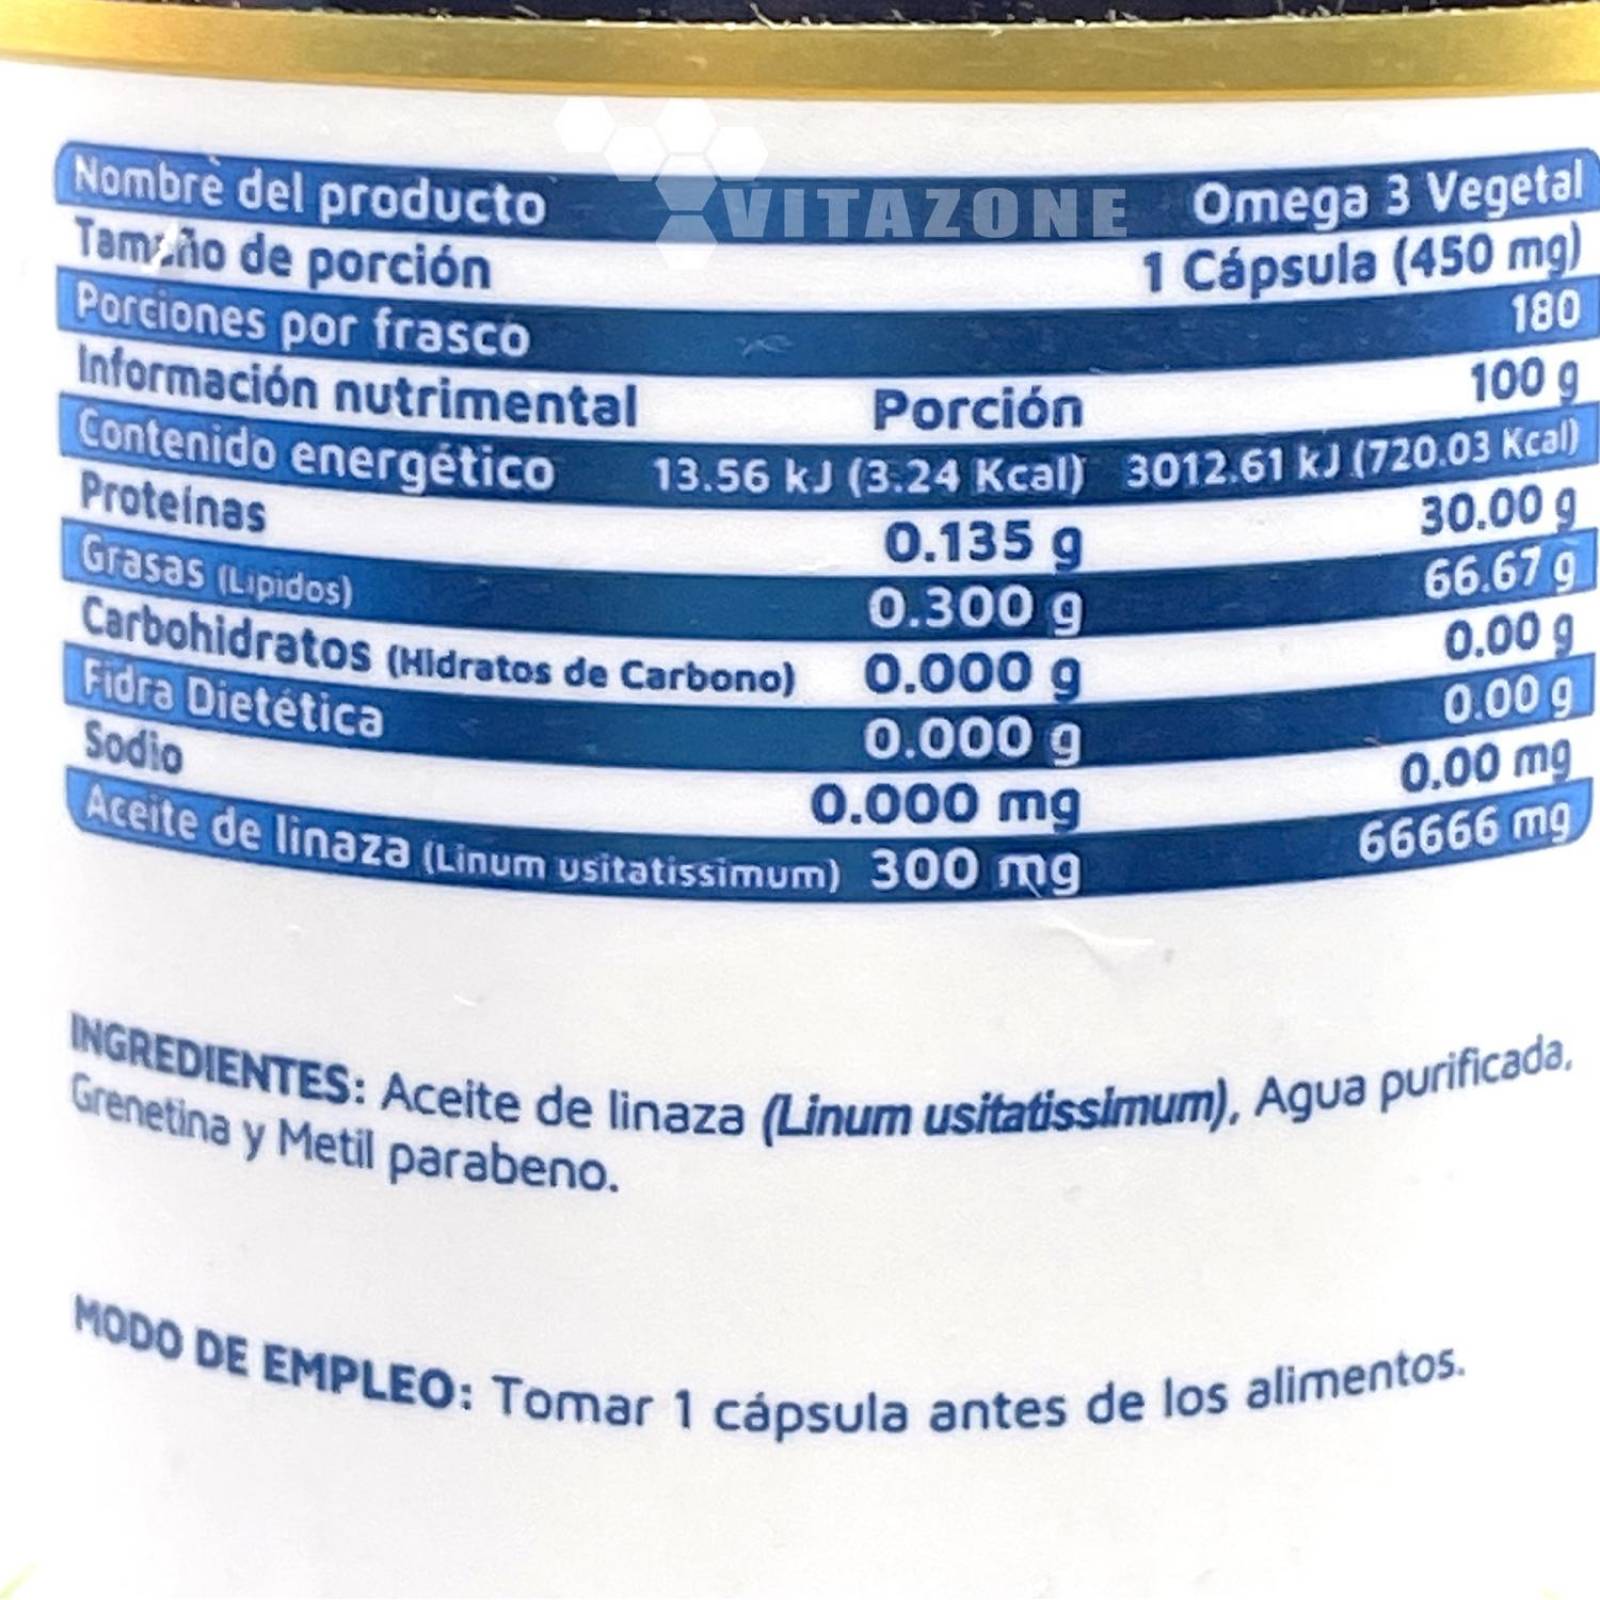 VITAZONE
Nombre del producto Omega 3 Vegetal
Tamaño de porción 1 Cápsula (450 mg)
Porciones por frasco 180
Información nutrimental Porción 100 g
Contenido energético 13.56 kJ (3.24 Kcal) 3012.61 kJ (720.03 Kcal)
Proteínas 0.135 g 30.00 g
Grasas (Lípidos) 0.300 g 66.67 g
Carbohidratos (Hidratos de Carbono) 0.000 g 0.00 g
Fidra Dietética 0.000 g 0.00 g
Sodio 0.000 mg 0.00 mg
Aceite de linaza (Linum usitatissimum) 300 mg 66666 mg
INGREDIENTES: Aceite de linaza (Linum usitatissimum), Agua purificada,
Grenetina y Metil parabeno.
MODO DE EMPLEO: Tomar 1 cápsula antes de los alimentos.